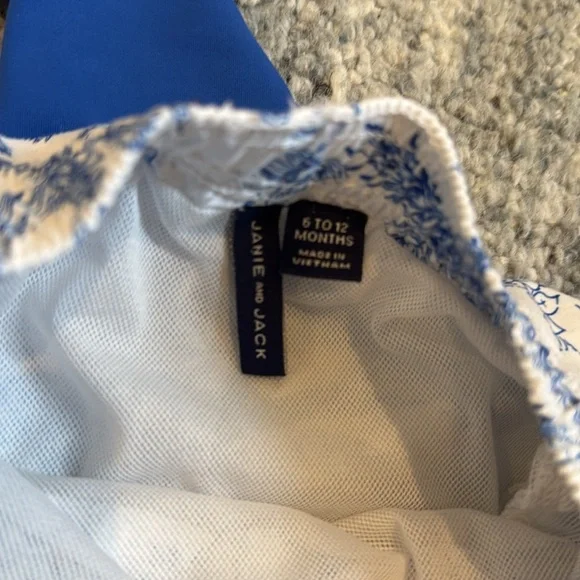 JANIE AND JACK
6 TO 12
MONTHS
MADE IN
VIETNAM